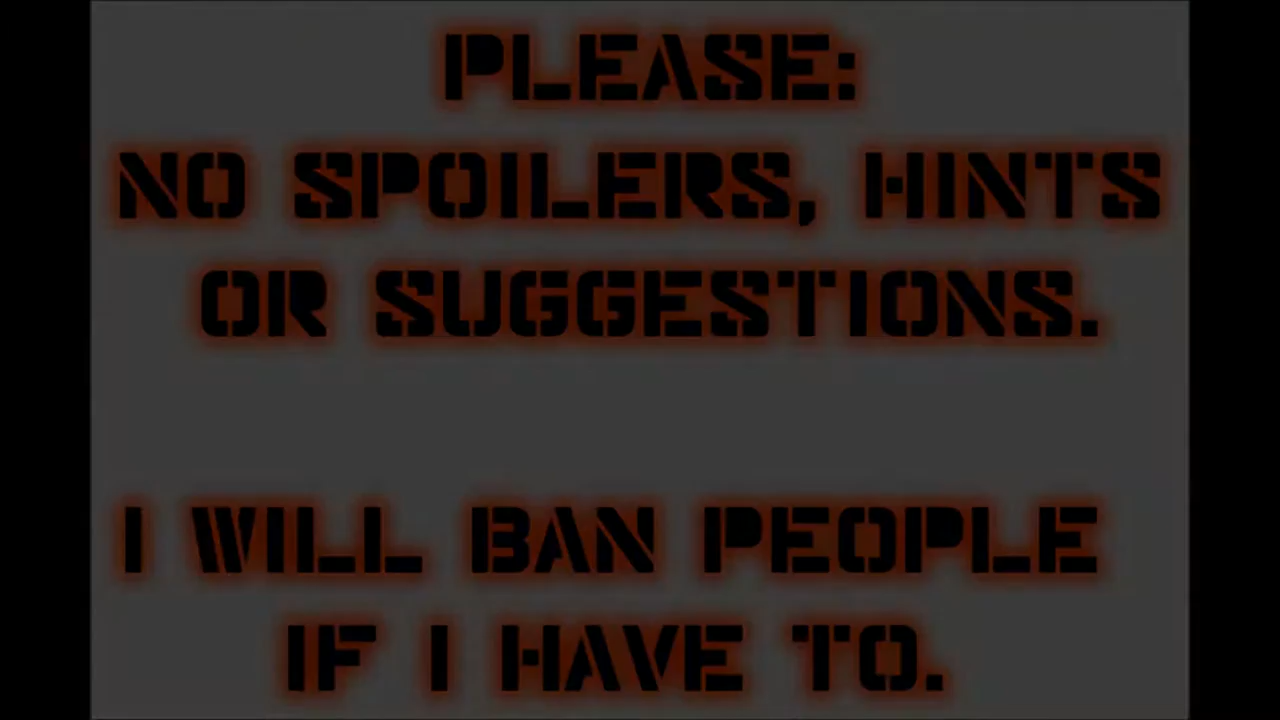 PLEASE:
NO SPOILERS, HINTS
OR SUGGESTIONS.
I WILL BAN PEOPLE
IF I HAVE TO.